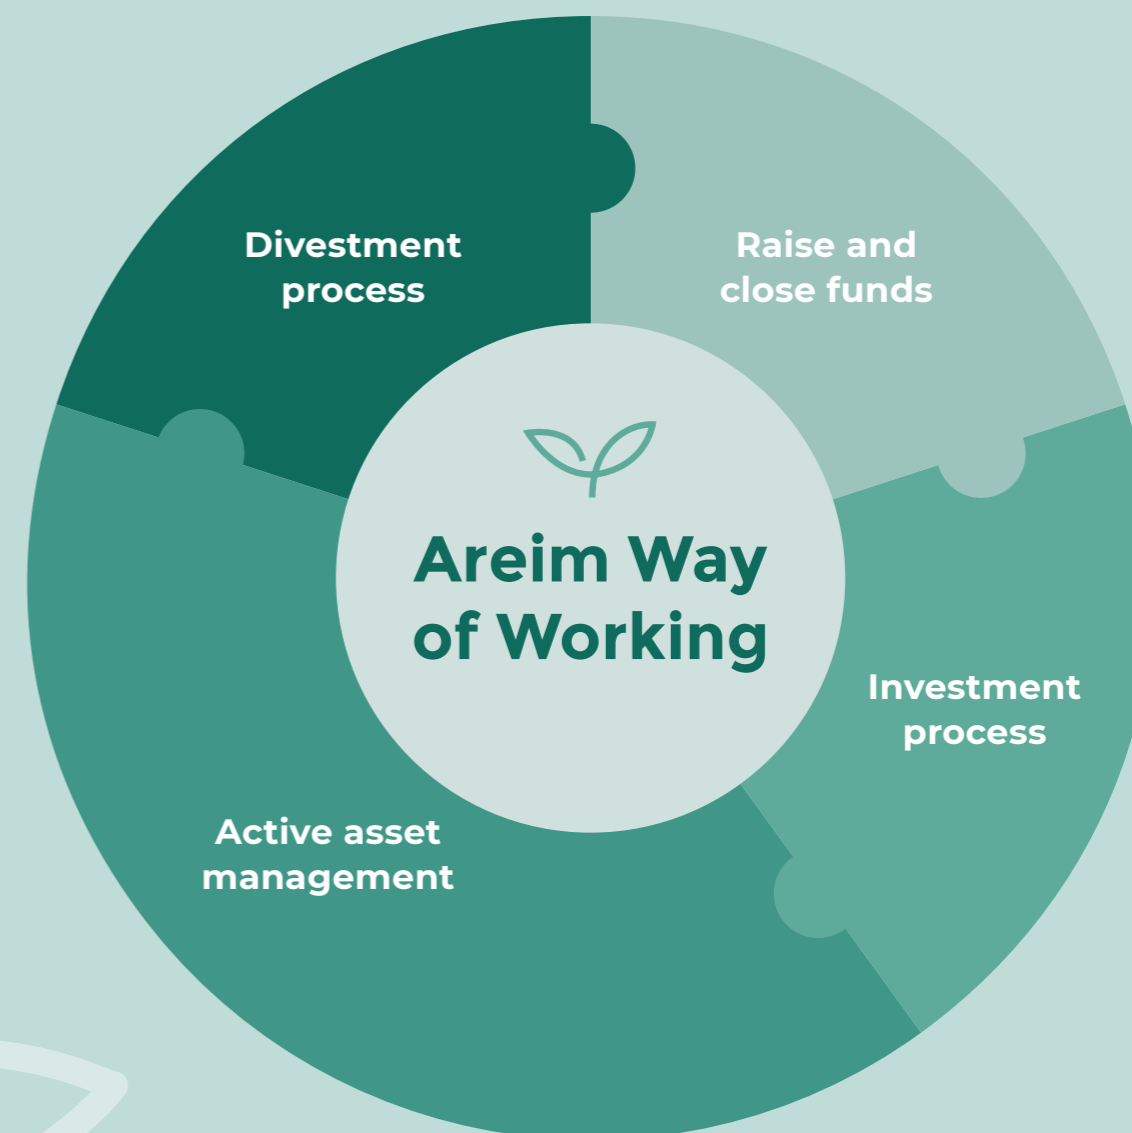 Divestment
process
Raise and
close funds
Areim Way
of Working
Investment
process
Active asset
management